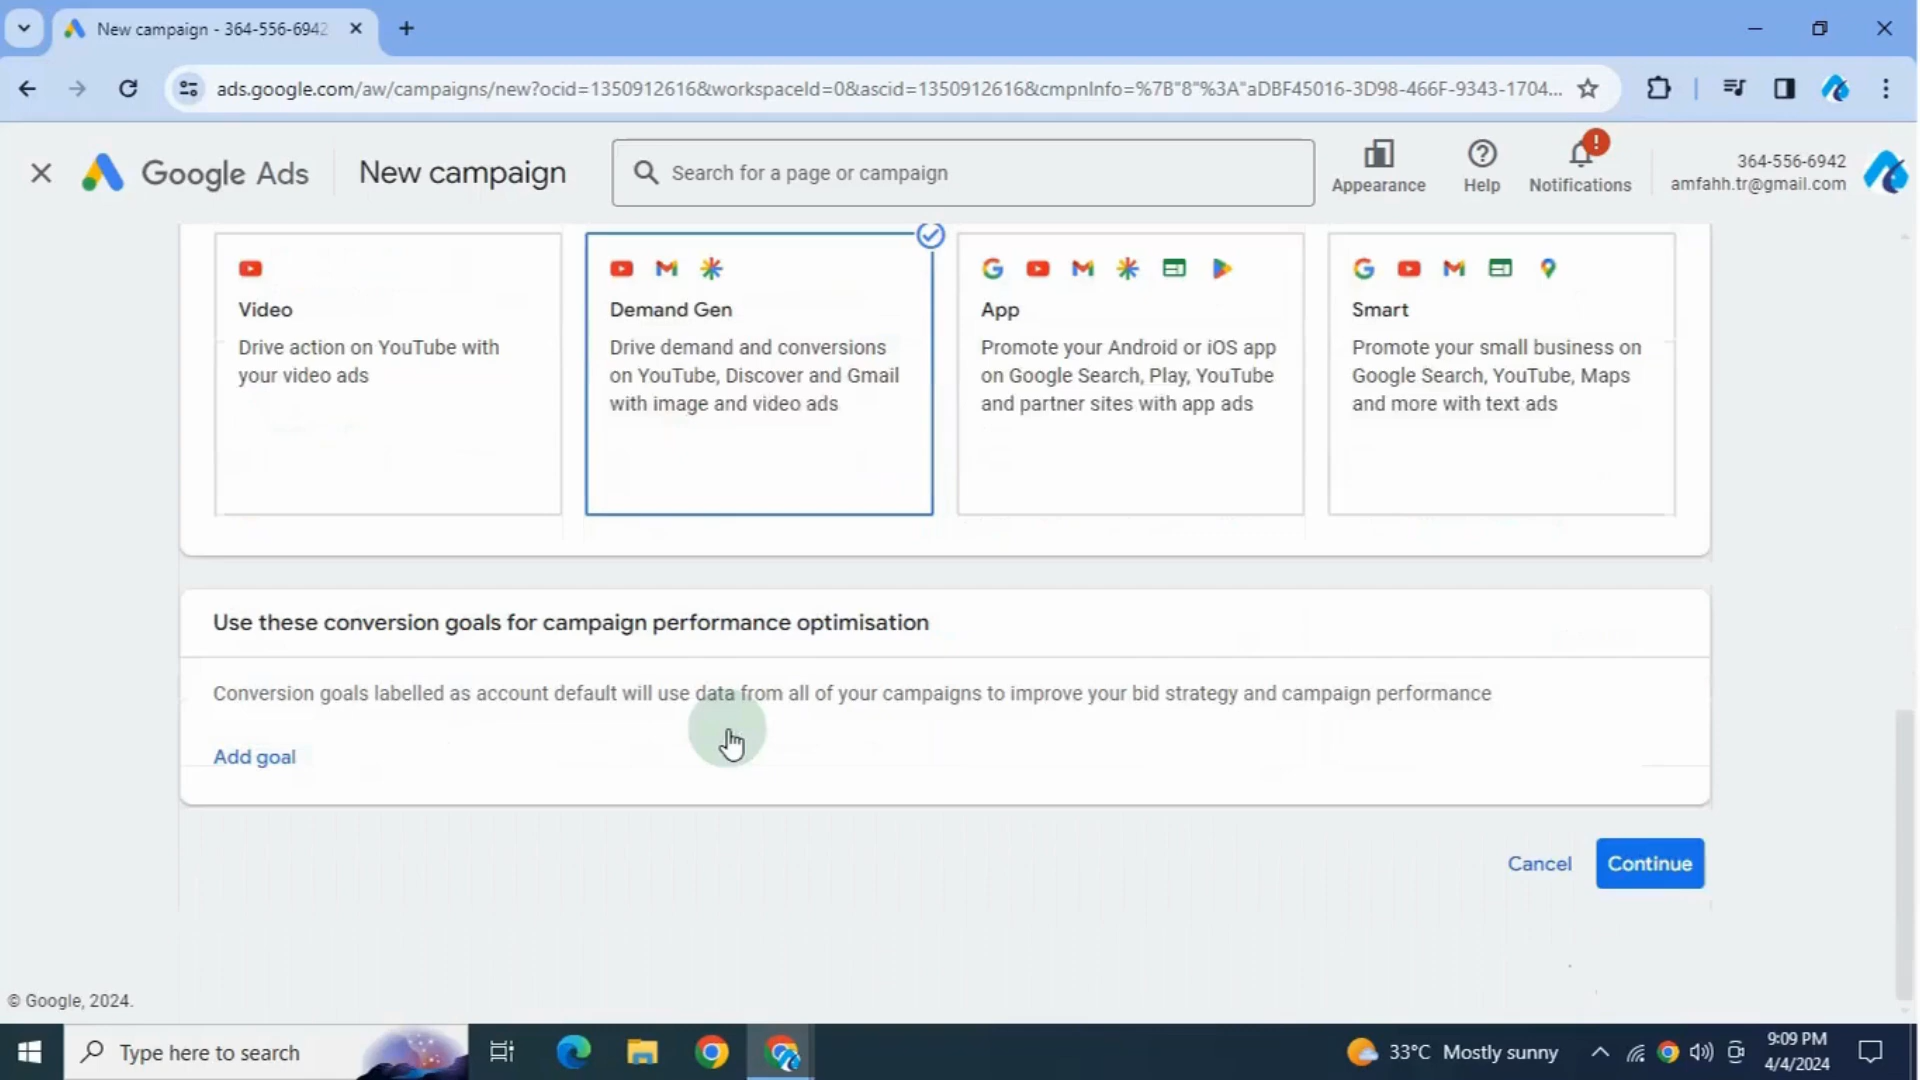 New campaign - 364-556-6942
ads.google.com/aw/campaigns/new?ocid=1350912616&workspaceId=0&ascid=1350912616&cmpnInfo=%7B"8"%3A"aDBF45016-3D98-466F-9343-1704...
Google Ads
New campaign
Search for a page or campaign
Appearance
Help
Notifications
364-556-6942
amfahh.tr@gmail.com
Video
Drive action on YouTube with
your video ads
Demand Gen
Drive demand and conversions
on YouTube, Discover and Gmail
with image and video ads
App
Promote your Android or iOS app
on Google Search, Play, YouTube
and partner sites with app ads
Smart
Promote your small business on
Google Search, YouTube, Maps
and more with text ads
Use these conversion goals for campaign performance optimisation
Conversion goals labelled as account default will use data from all of your campaigns to improve your bid strategy and campaign performance
Add goal
Cancel
Continue
© Google, 2024.
Type here to search
33°C Mostly sunny
9:09 PM
4/4/2024